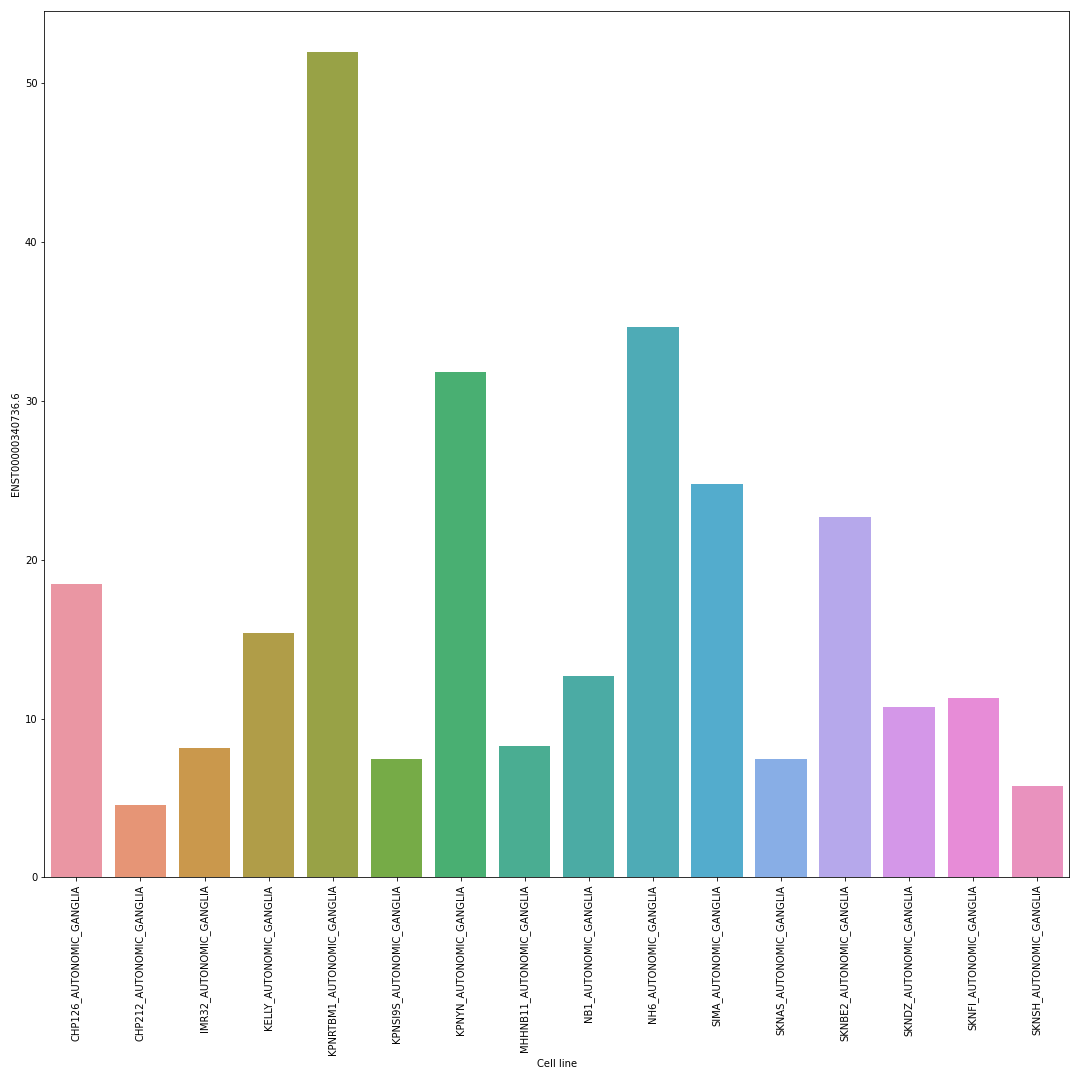 ENST00000340736.6
50
40
30
20
10
0
CHP126_AUTONOMIC_GANGLIA
CHP212_AUTONOMIC_GANGLIA
IMR32_AUTONOMIC_GANGLIA
KELLY_AUTONOMIC_GANGLIA
KPNRTBM1_AUTONOMIC_GANGLIA
KPNSI9S_AUTONOMIC_GANGLIA
KPNYN_AUTONOMIC_GANGLIA
MHHNB11_AUTONOMIC_GANGLIA
NB1_AUTONOMIC_GANGLIA
NH6_AUTONOMIC_GANGLIA
SIMA_AUTONOMIC_GANGLIA
SKNAS_AUTONOMIC_GANGLIA
SKNBE2_AUTONOMIC_GANGLIA
SKNDZ_AUTONOMIC_GANGLIA
SKNFI_AUTONOMIC_GANGLIA
SKNSH_AUTONOMIC_GANGLIA
Cell line